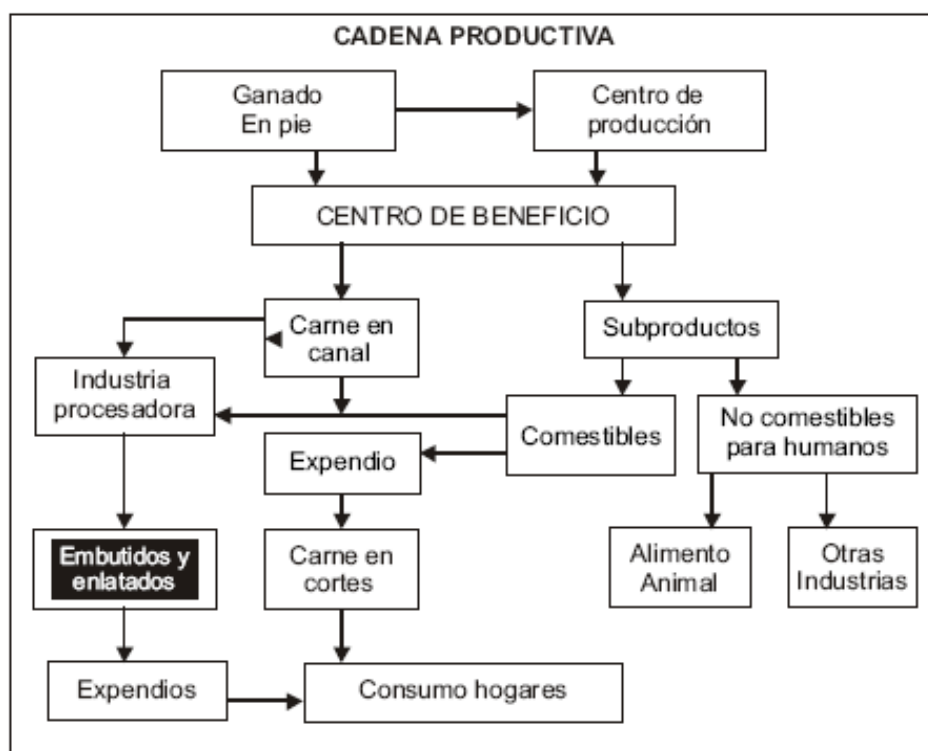 CADENA PRODUCTIVA
Ganado
En pie
Centro de
producción
CENTRO DE BENEFICIO
Carne en
canal
Subproductos
Industria
procesadora
Comestibles
No comestibles
para humanos
Expendio
Embutidos y
enlatados
Carne en
cortes
Alimento
Animal
Otras
Industrias
Expendios
Consumo hogares